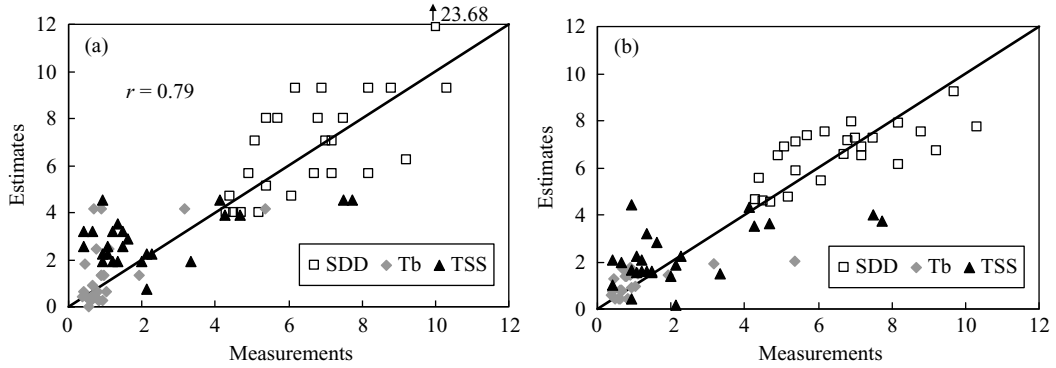 23.68
(a)
r = 0.79
12
10
8
6
4
2
0
Estimates
SDD Tb TSS
0 2 4 6 8 10 12
Measurements
(b)
12
10
8
6
4
2
0
Estimates
SDD Tb TSS
0 2 4 6 8 10 12
Measurements